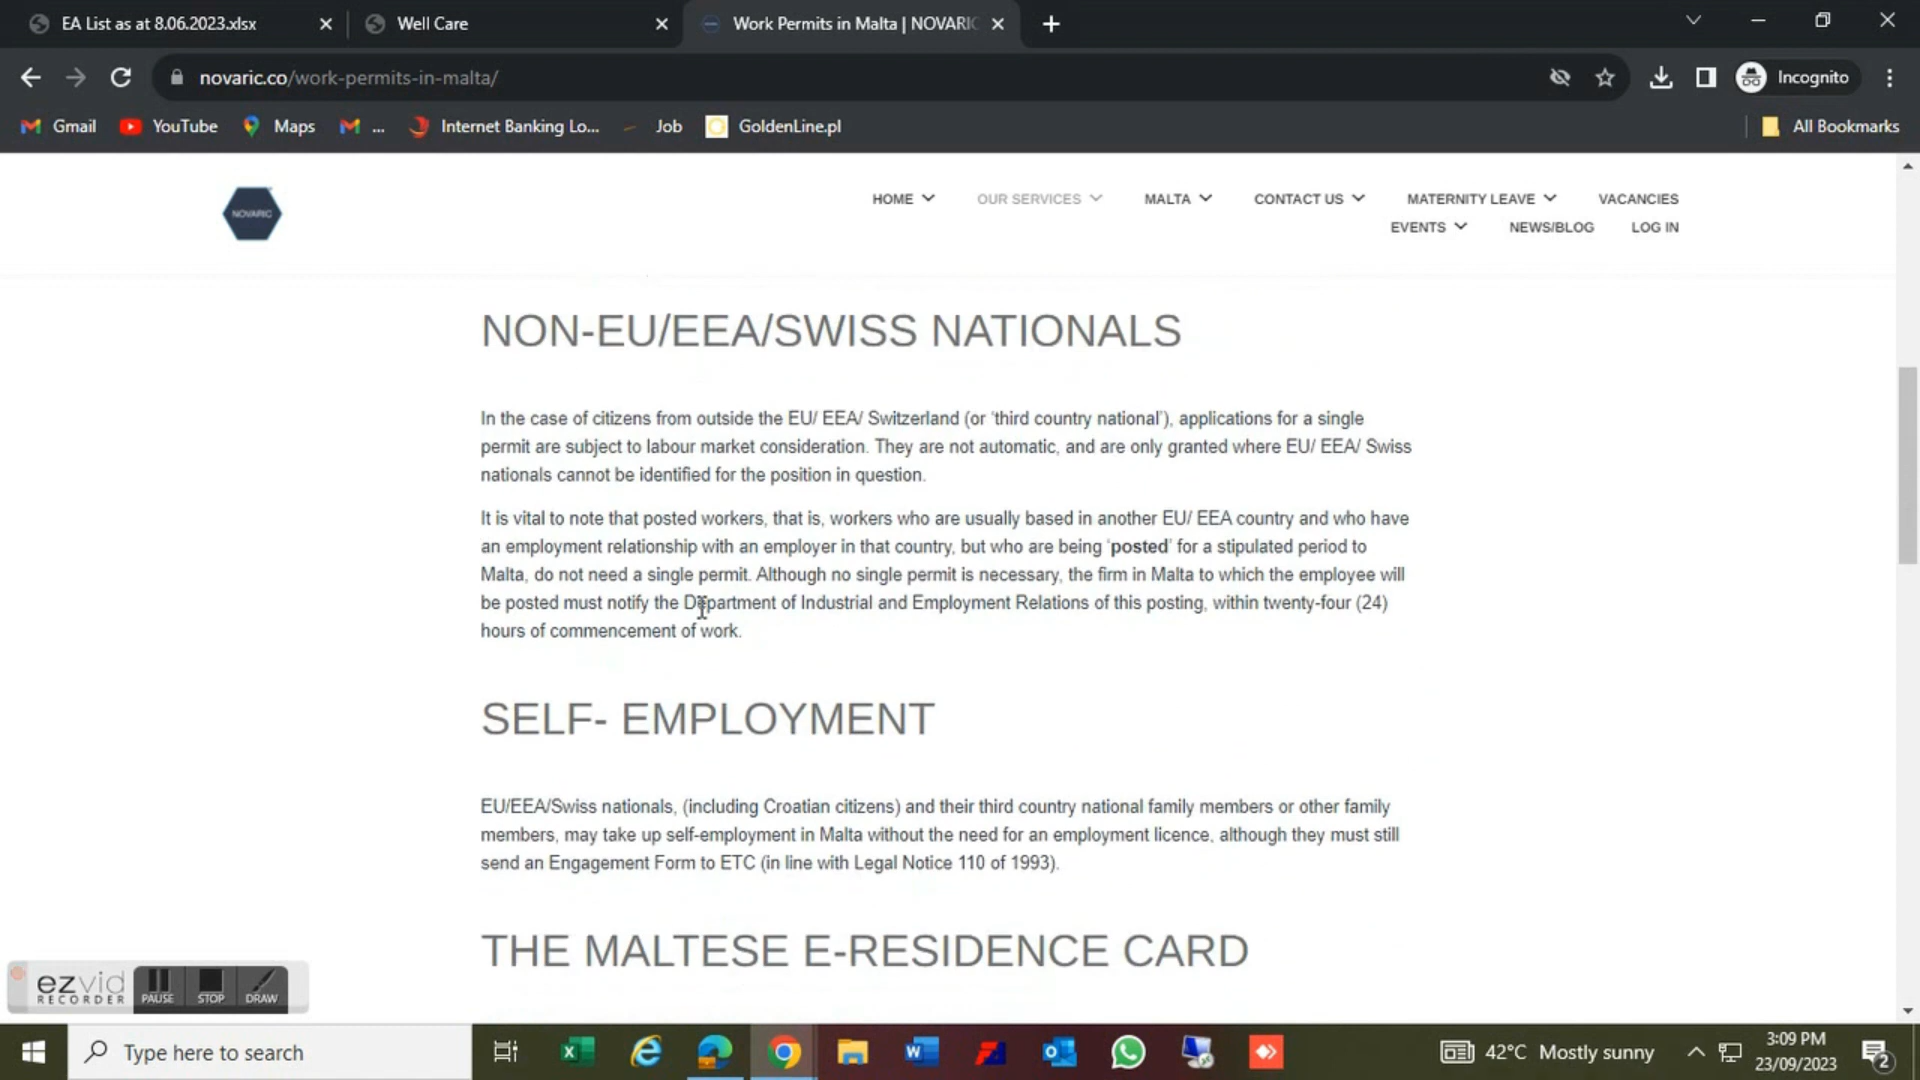 EA List as at 8.06.2023.xlsx
Well Care
Work Permits in Malta | NOVARIC
novaric.co/work-permits-in-malta/
Incognito
Gmail
YouTube
Maps
...
Internet Banking Lo...
Job
GoldenLine.pl
All Bookmarks
NOVARIC
HOME
OUR SERVICES
MALTA
CONTACT US
MATERNITY LEAVE
VACANCIES
EVENTS
NEWS/BLOG
LOG IN
NON-EU/EEA/SWISS NATIONALS
In the case of citizens from outside the EU/ EEA/ Switzerland (or 'third country national'), applications for a single
permit are subject to labour market consideration. They are not automatic, and are only granted where EU/ EEA/ Swiss
nationals cannot be identified for the position in question.
It is vital to note that posted workers, that is, workers who are usually based in another EU/ EEA country and who have
an employment relationship with an employer in that country, but who are being 'posted' for a stipulated period to
Malta, do not need a single permit. Although no single permit is necessary, the firm in Malta to which the employee will
be posted must notify the Department of Industrial and Employment Relations of this posting, within twenty-four (24)
hours of commencement of work.
SELF- EMPLOYMENT
EU/EEA/Swiss nationals, (including Croatian citizens) and their third country national family members or other family
members, may take up self-employment in Malta without the need for an employment licence, although they must still
send an Engagement Form to ETC (in line with Legal Notice 110 of 1993).
THE MALTESE E-RESIDENCE CARD
ezvid
RECORDER
PAUSE
STOP
DRAW
Type here to search
42°C Mostly sunny
3:09 PM
23/09/2023
2